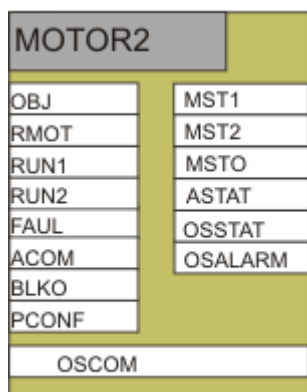 MOTOR2
OBJ
RMOT
RUN1
RUN2
FAUL
ACOM
BLKO
PCONF
MST1
MST2
MSTO
ASTAT
OSSTAT
OSALARM
OSCOM